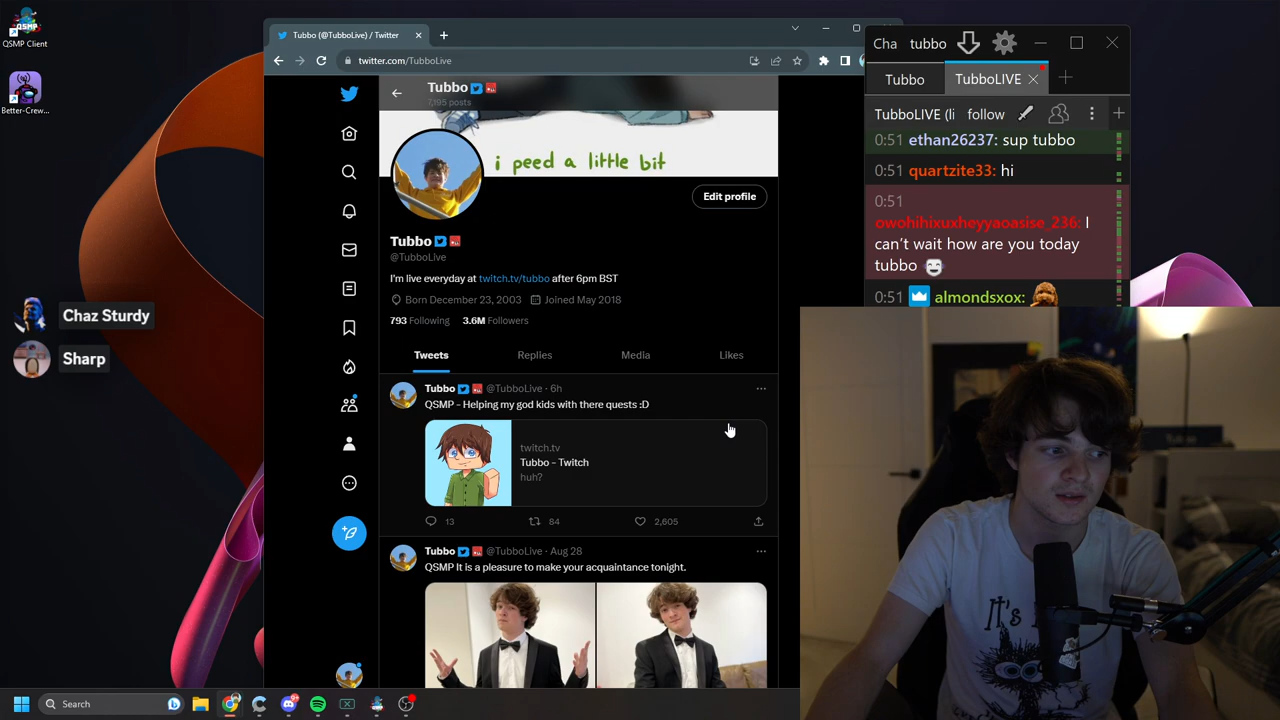 QSMP Client
Better-Crew...
Chaz Sturdy
Sharp
Tubbo (@TubboLive) / Twitter
twitter.com/TubboLive
Tubbo
7,195 posts
i peed a little bit
Edit profile
Tubbo
@TubboLive
I'm live everyday at twitch.tv/tubbo after 6pm BST
Born December 23, 2003 Joined May 2018
793 Following 3.6M Followers
Tweets Replies Media Likes
Tubbo @TubboLive · 6h
QSMP - Helping my god kids with there quests :D
twitch.tv
Tubbo - Twitch
huh?
13 84 2,605
Tubbo @TubboLive · Aug 28
QSMP It is a pleasure to make your acquaintance tonight.
Search
Cha tubbo
Tubbo TubboLIVE
TubboLIVE (li follow
0:51 ethan26237: sup tubbo
0:51 quartzite33: hi
0:51
owohihixuxheyyaoasise_236: I
can't wait how are you today
tubbo
0:51 almondsxox:
It's